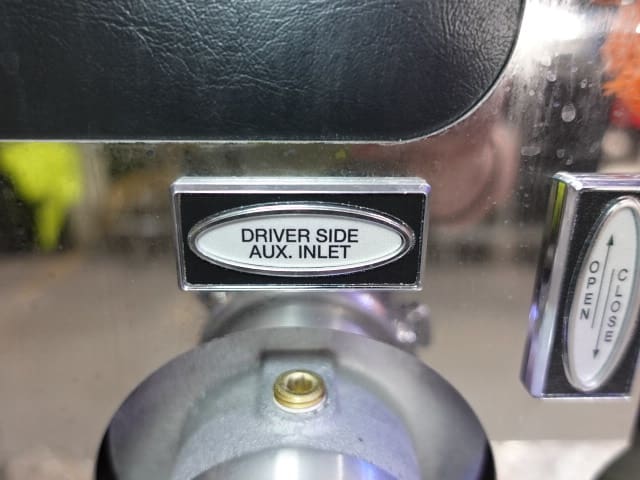 DRIVER SIDE
AUX. INLET
OPEN
CLOSE